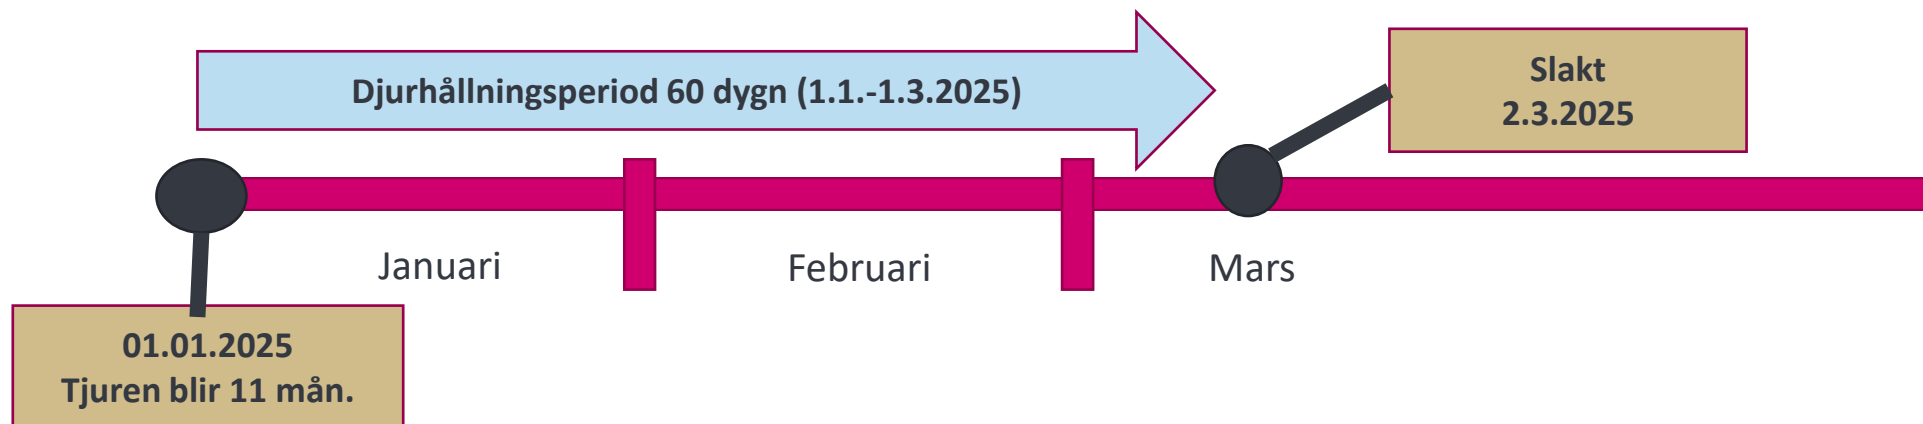 Djurhållningsperiod 60 dygn (1.1.-1.3.2025)
Slakt
2.3.2025
Januari
Februari
Mars
01.01.2025
Tjuren blir 11 mån.